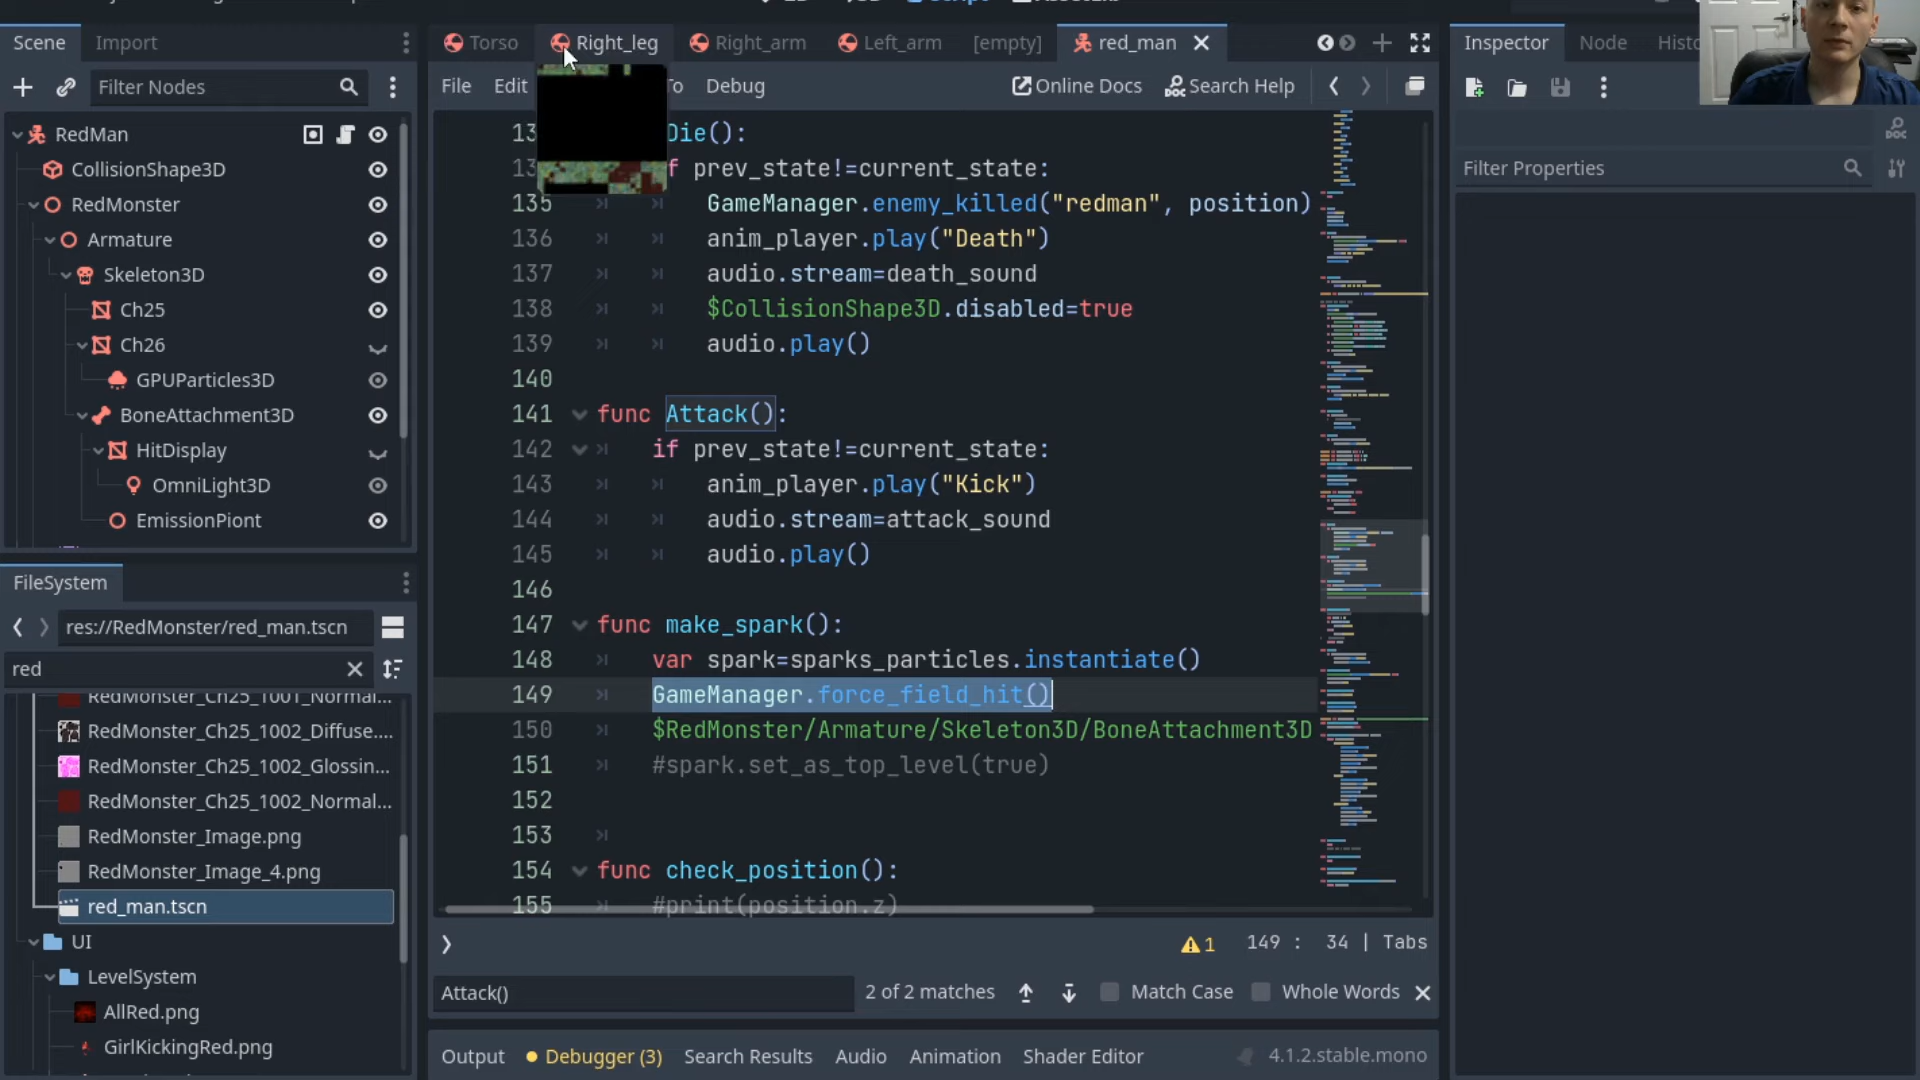 Scene
Import
Torso
Right_leg
Right_arm
Left_arm
[empty]
red_man
Inspector
Node
Filter Nodes
File
Edit
Debug
Online Docs
Search Help
Filter Properties
RedMan
CollisionShape3D
RedMonster
Armature
Skeleton3D
Ch25
Ch26
GPUParticles3D
BoneAttachment3D
HitDisplay
OmniLight3D
EmissionPiont
FileSystem
res://RedMonster/red_man.tscn
red
RedMonster_Ch25_1001_Normal...
RedMonster_Ch25_1002_Diffuse....
RedMonster_Ch25_1002_Glossin...
RedMonster_Ch25_1002_Normal...
RedMonster_Image.png
RedMonster_Image_4.png
red_man.tscn
UI
LevelSystem
AllRed.png
GirlKickingRed.png
Die():
prev_state!=current_state:
135 GameManager.enemy_killed("redman", position)
136 anim_player.play("Death")
137 audio.stream=death_sound
138 $CollisionShape3D.disabled=true
139 audio.play()
140
141 func Attack():
142 if prev_state!=current_state:
143 anim_player.play("Kick")
144 audio.stream=attack_sound
145 audio.play()
146
147 func make_spark():
148 var spark=sparks_particles.instantiate()
149 GameManager.force_field_hit()
150 $RedMonster/Armature/Skeleton3D/BoneAttachment3D
151 #spark.set_as_top_level(true)
152
153
154 func check_position():
155 #print(position.z)
1 149 : 34 | Tabs
Attack()
2 of 2 matches
Match Case
Whole Words
Output
Debugger (3)
Search Results
Audio
Animation
Shader Editor
4.1.2.stable.mono